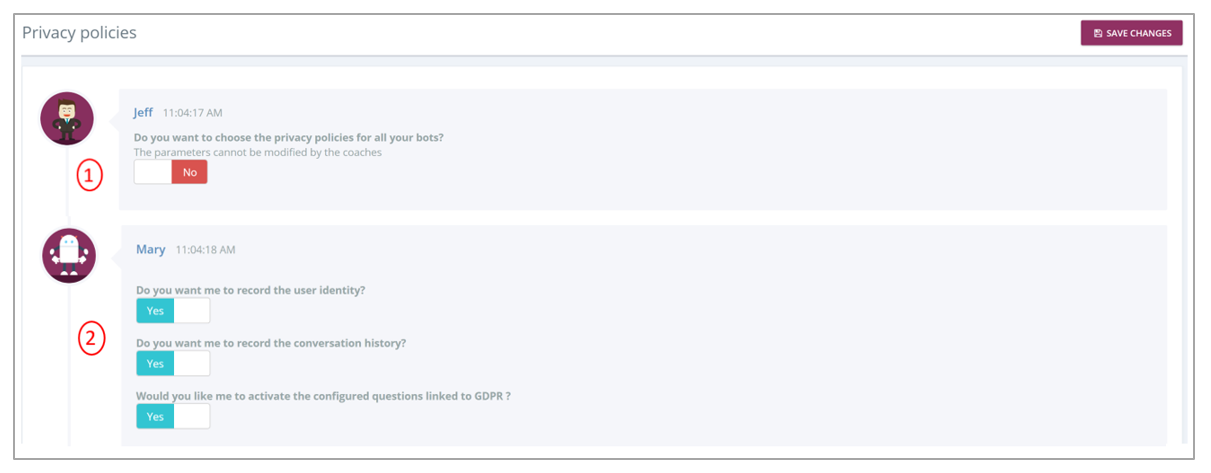 Privacy policies
SAVE CHANGES
Jeff 11:04:17 AM
Do you want to choose the privacy policies for all your bots?
The parameters cannot be modified by the coaches
No
1
Mary 11:04:18 AM
Do you want me to record the user identity?
Yes
2
Do you want me to record the conversation history?
Yes
Would you like me to activate the configured questions linked to GDPR ?
Yes